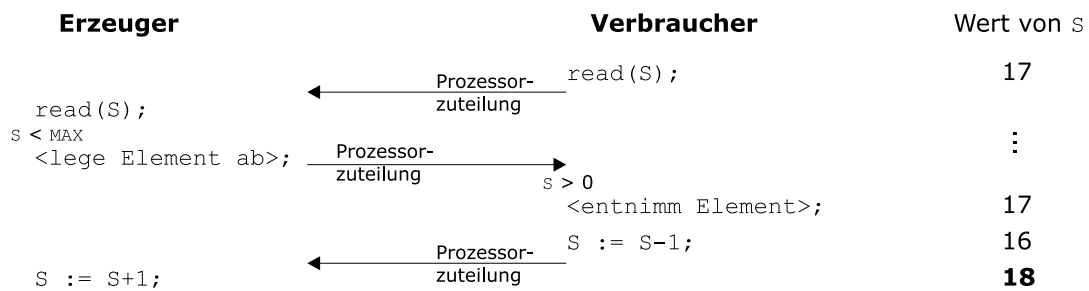 Erzeuger Verbraucher Wert von S
read(S); 17
Prozessor-
zuteilung
read(S);
S < MAX
<lege Element ab>; ⋮
Prozessor-
zuteilung
S > 0
<entnimm Element>; 17
S := S-1; 16
Prozessor-
zuteilung
S := S+1; 18